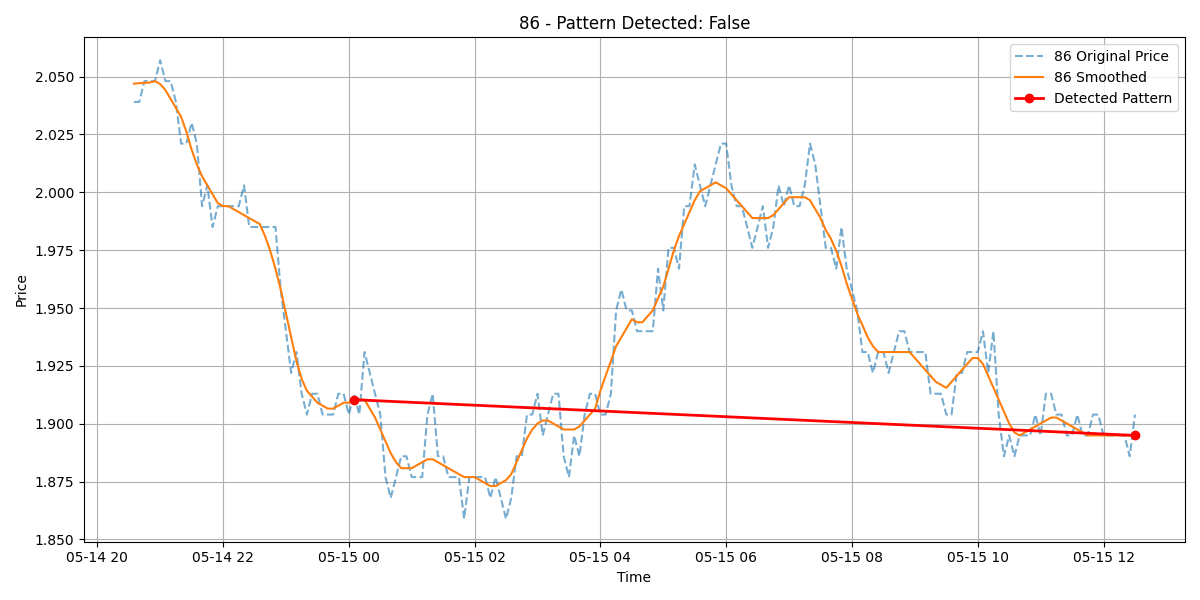 86 - Pattern Detected: False
86 Original Price
86 Smoothed
Detected Pattern
Price
2.050
2.025
2.000
1.975
1.950
1.925
1.900
1.875
1.850
05-14 20 05-14 22 05-15 00 05-15 02 05-15 04 05-15 06 05-15 08 05-15 10 05-15 12
Time